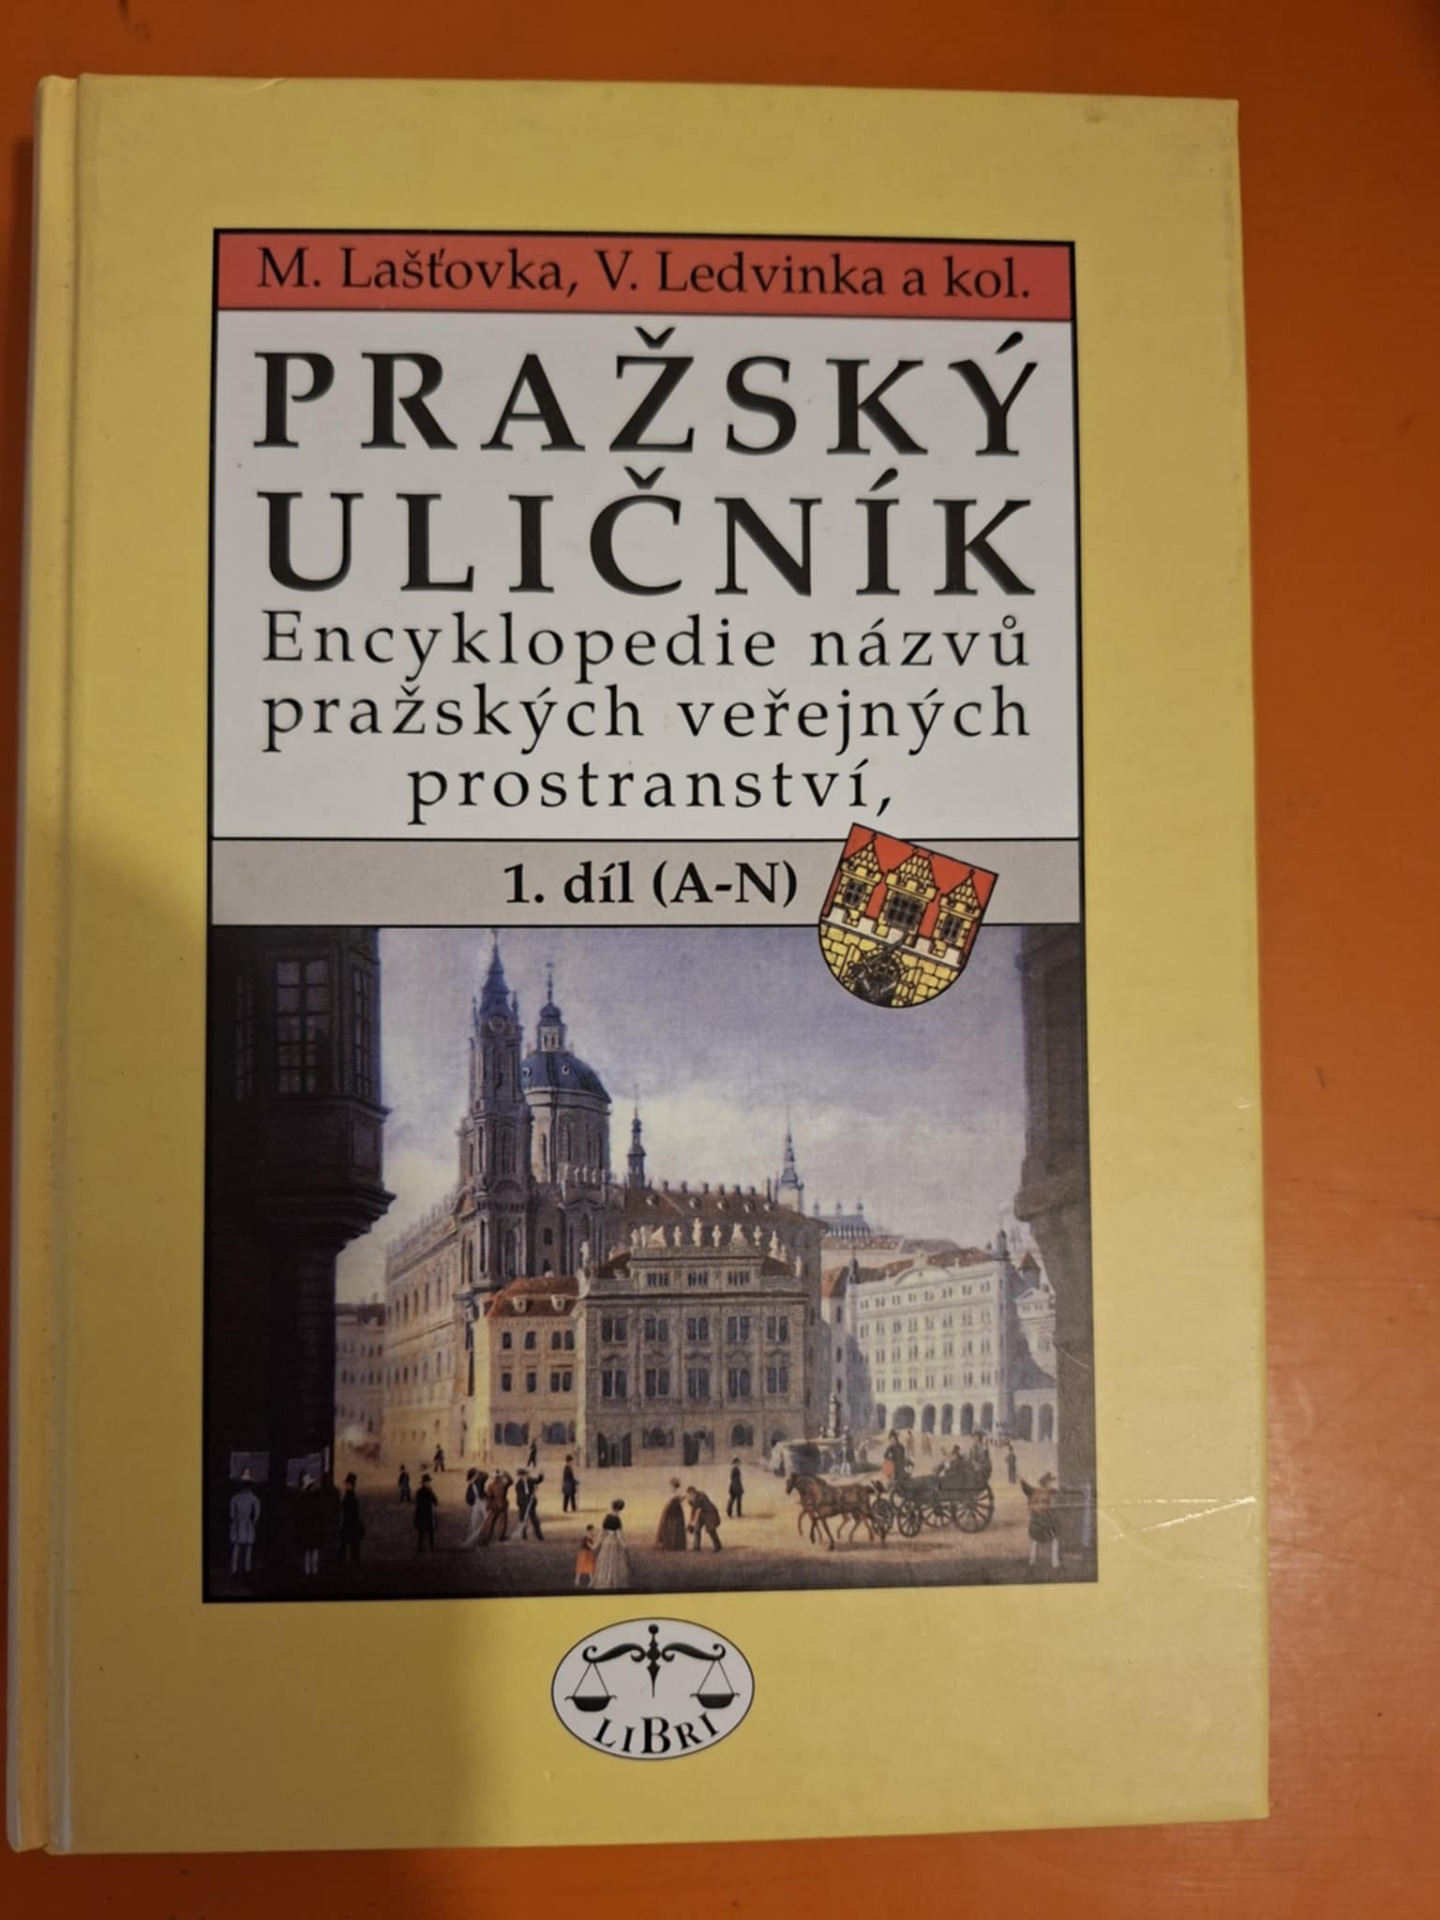 M. Lašťovka, V. Ledvinka a kol.
PRAŽSKÝ
ULIČNÍK
Encyklopedie názvů
pražských veřejných
prostranství,
1. díl (A-N)
LIBRI